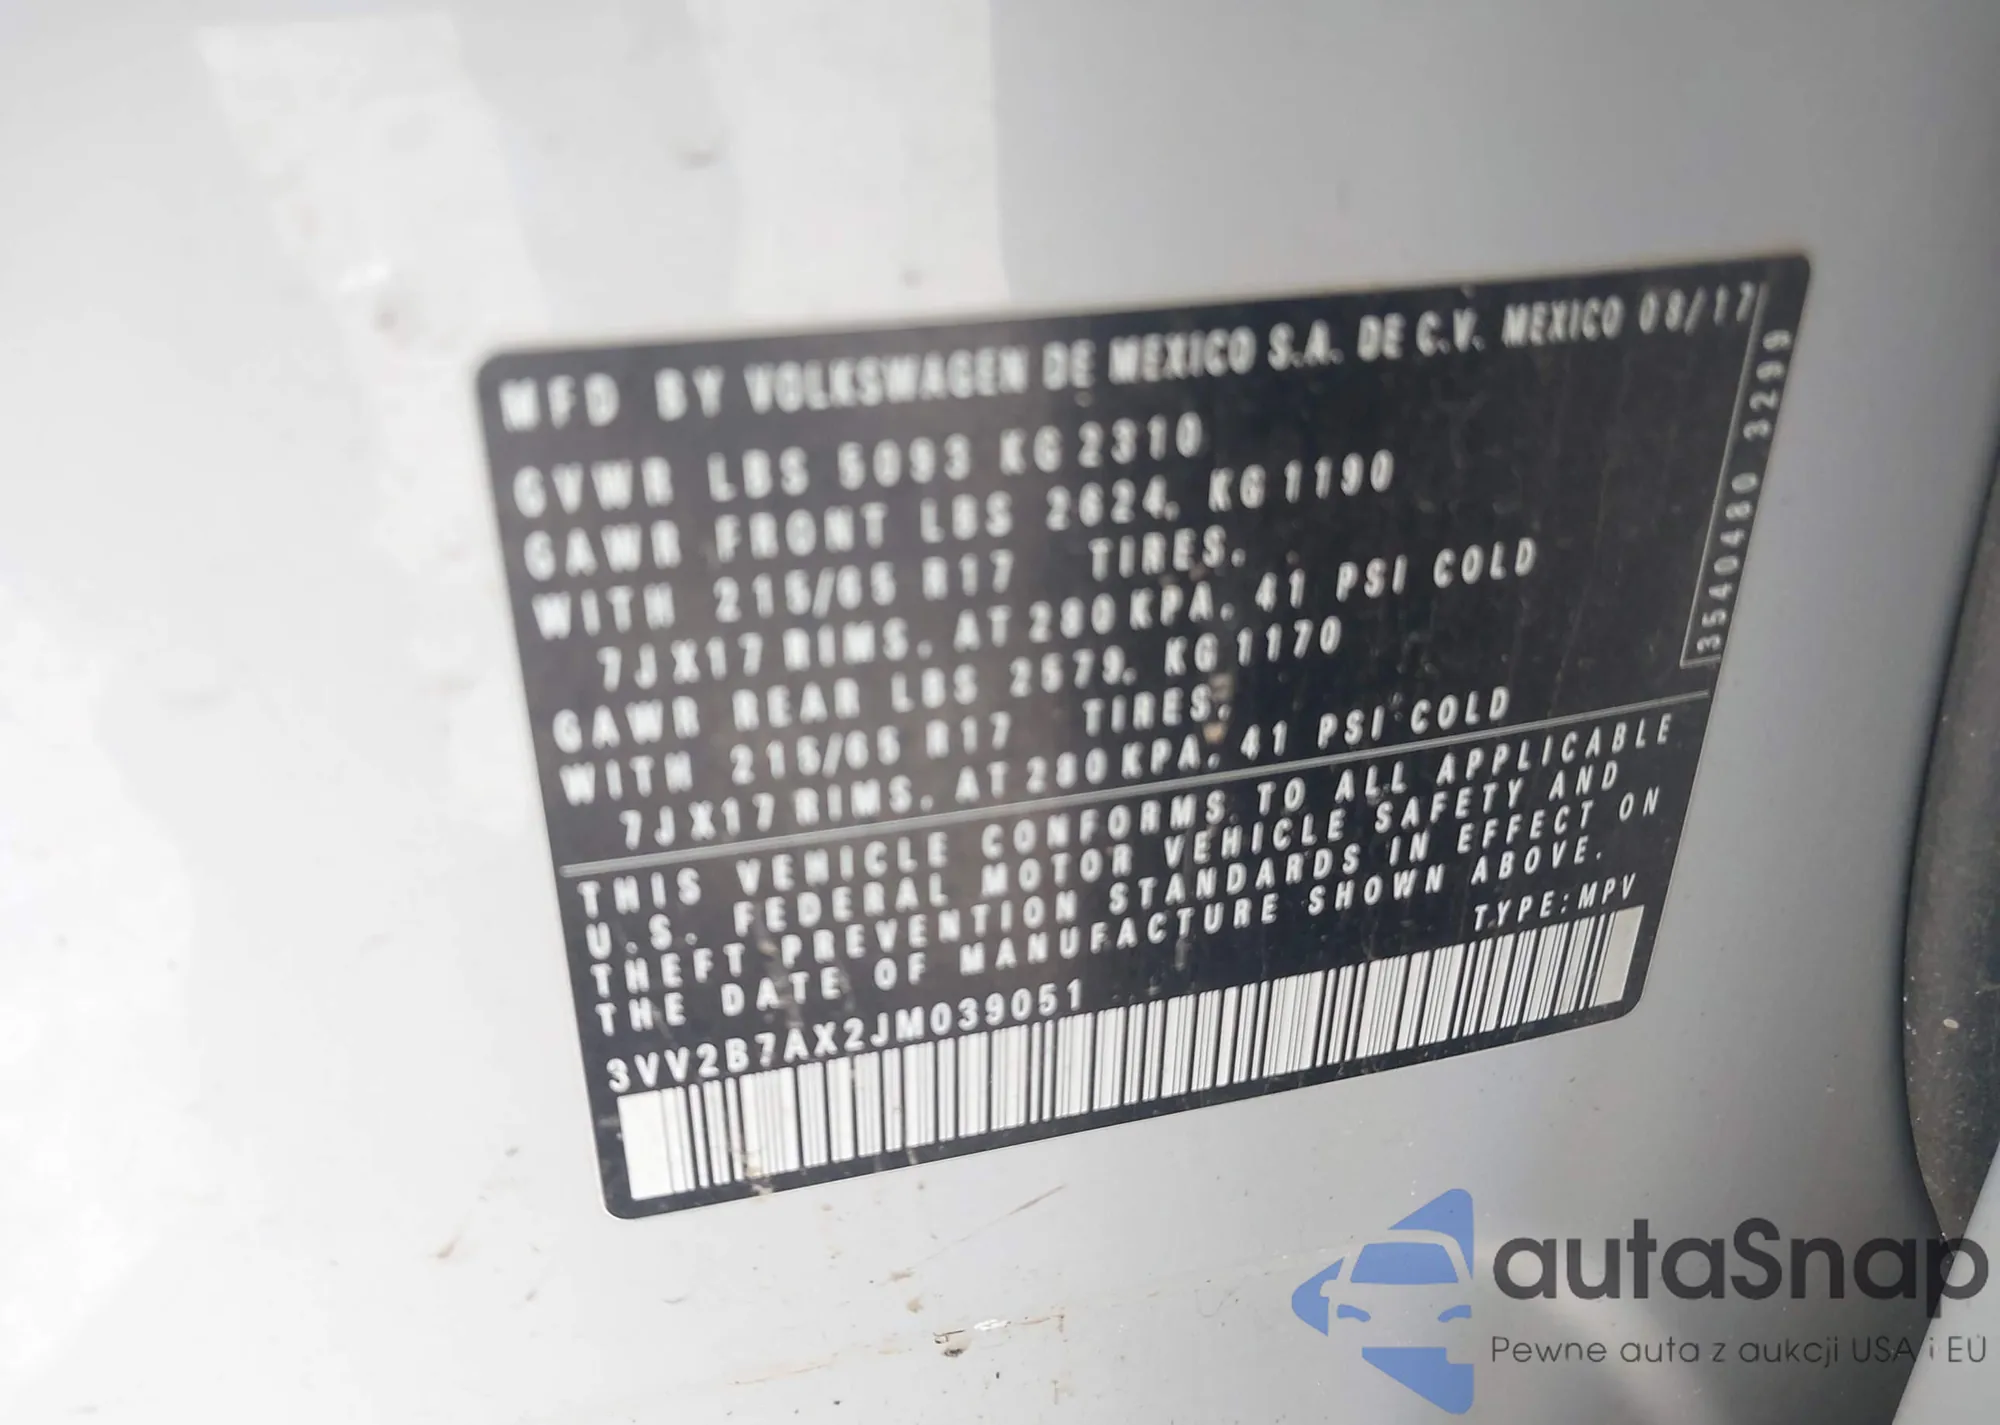 MFD BY VOLKSWAGEN DE MEXICO S.A. DE C.V. MEXICO 08/17
GVWR LBS 5093 KG 2310
GAWR FRONT LBS 2624. KG 1190
WITH 215/65 R17 TIRES.
7JX17 RIMS. AT 280 KPA. 41 PSI COLD
GAWR REAR LBS 2579. KG 1170
WITH 215/65 R17 TIRES.
7JX17 RIMS. AT 280 KPA. 41 PSI COLD
3540480 3299
THIS VEHICLE CONFORMS TO ALL APPLICABLE
U.S. FEDERAL MOTOR VEHICLE SAFETY AND
THEFT PREVENTION STANDARDS IN EFFECT ON
THE DATE OF MANUFACTURE SHOWN ABOVE.
TYPE:MPV
3VV2B7AX2JM039051
autaSnap
Pewne auta z aukcji USA i EU